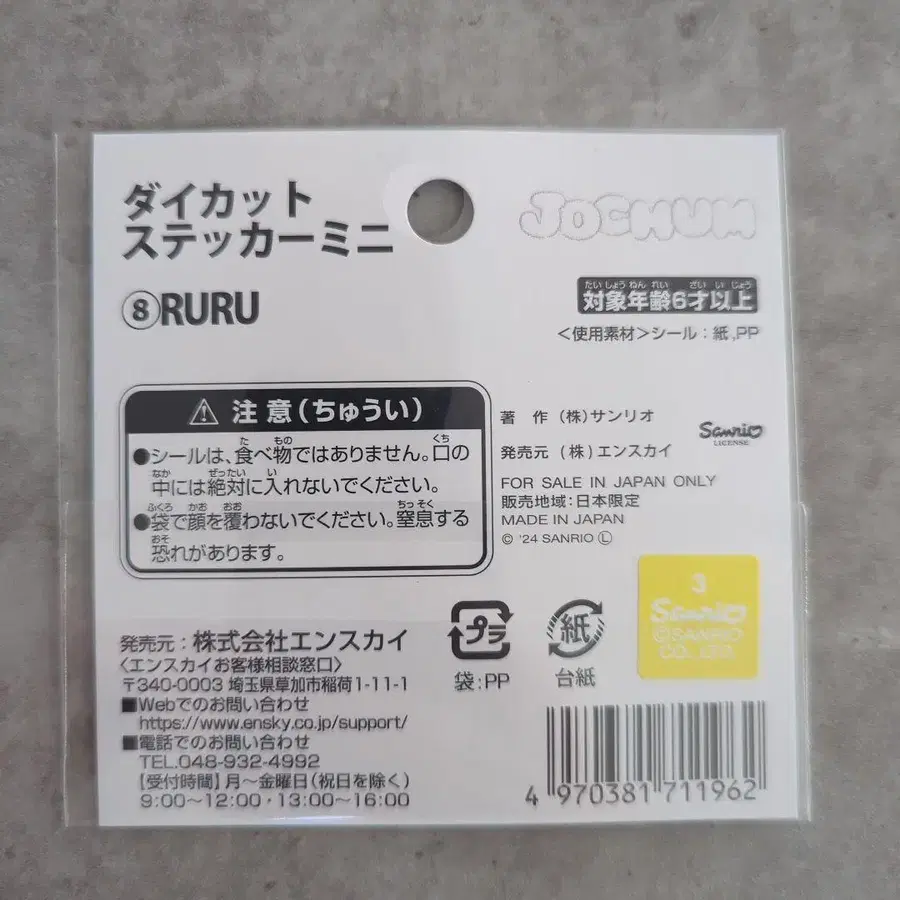 ダイカット
ステッカーミニ
⑧RURU
JOCHUM
たいしょうねんれい ざいいじょう
対象年齢6才以上
<使用素材>シール:紙,PP
⚠注意(ちゅうい)
た もの くち
●シールは、食べ物ではありません。口の
なか ぜったい い
中には絶対に入れないでください。
ふくろ かお おお ちっそく
●袋で顔を覆わないでください。窒息する
おそ
恐れがあります。
著 作 (株)サンリオ
発売元 (株)エンスカイ
Sanrio
LICENSE
FOR SALE IN JAPAN ONLY
販売地域:日本限定
MADE IN JAPAN
© '24 SANRIO Ⓛ
3
Sanrio
©SANRIO
CO., LTD.
発売元:株式会社エンスカイ
<エンスカイお客様相談窓口>
〒340-0003 埼玉県草加市稲荷1-11-1
■Webでのお問い合わせ
https://www.ensky.co.jp/support/
■電話でのお問い合わせ
TEL.048-932-4992
【受付時間】月~金曜日(祝日を除く)
9:00~12:00・13:00~16:00
プラ
袋:PP
紙
台紙
4 970381 711962